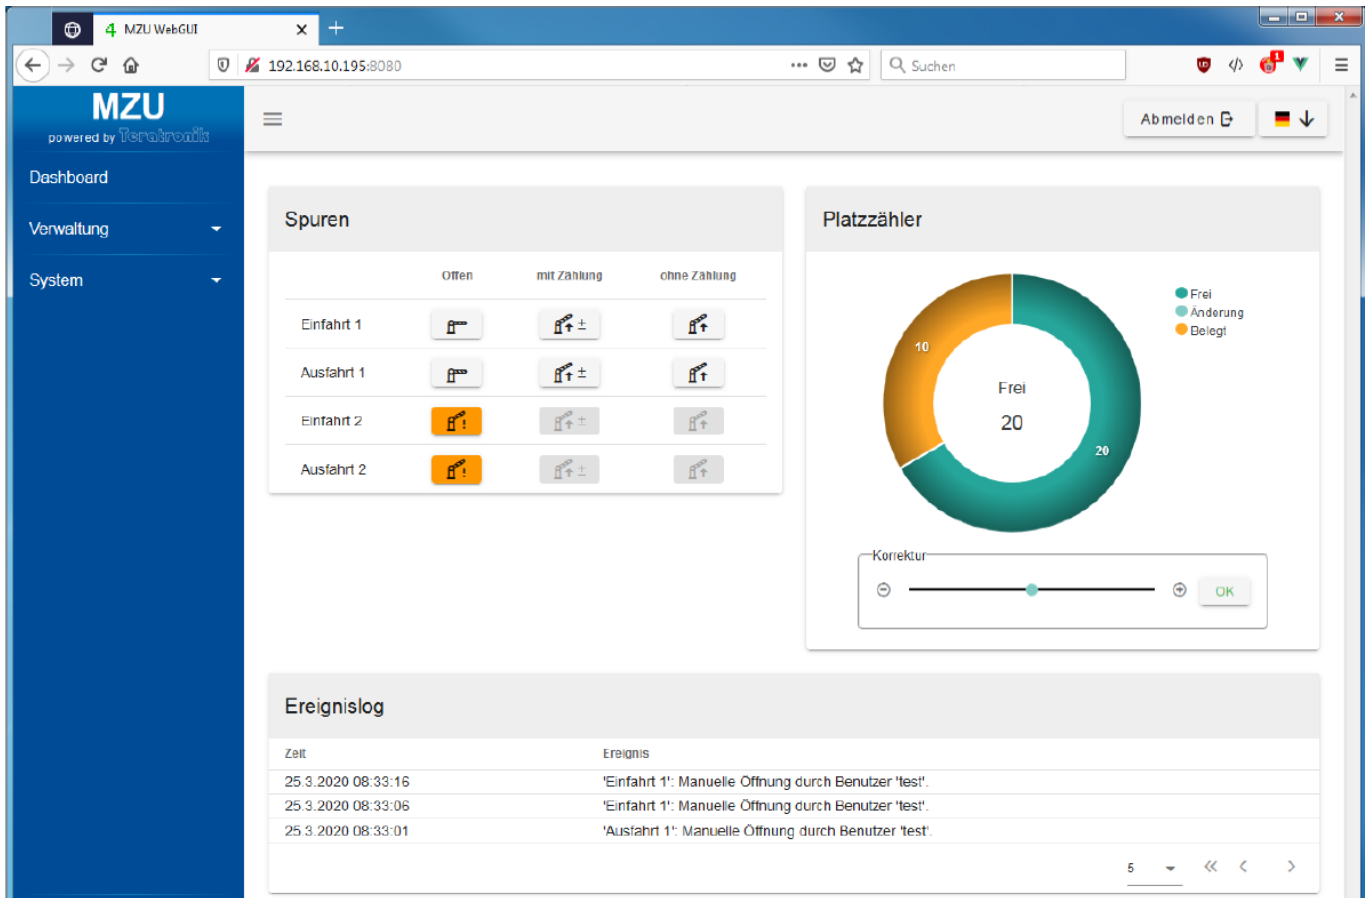 4 MZU WebGUI
192.168.10.195:8080
Suchen
1
MZU
powered by Teratronik
Abmelden
Dashboard
Verwaltung
System
Spuren
Offen mit Zählung ohne Zählung
Einfahrt 1
±
Ausfahrt 1
±
Einfahrt 2
! ±
Ausfahrt 2
! ±
Platzzähler
Frei
Änderung
Belegt
10
Frei
20
20
Korrektur
OK
Ereignislog
Zeit Ereignis
25.3.2020 08:33:16 'Einfahrt 1': Manuelle Öffnung durch Benutzer 'test'.
25.3.2020 08:33:06 'Einfahrt 1': Manuelle Öffnung durch Benutzer 'test'.
25.3.2020 08:33:01 'Ausfahrt 1': Manuelle Öffnung durch Benutzer 'test'.
5